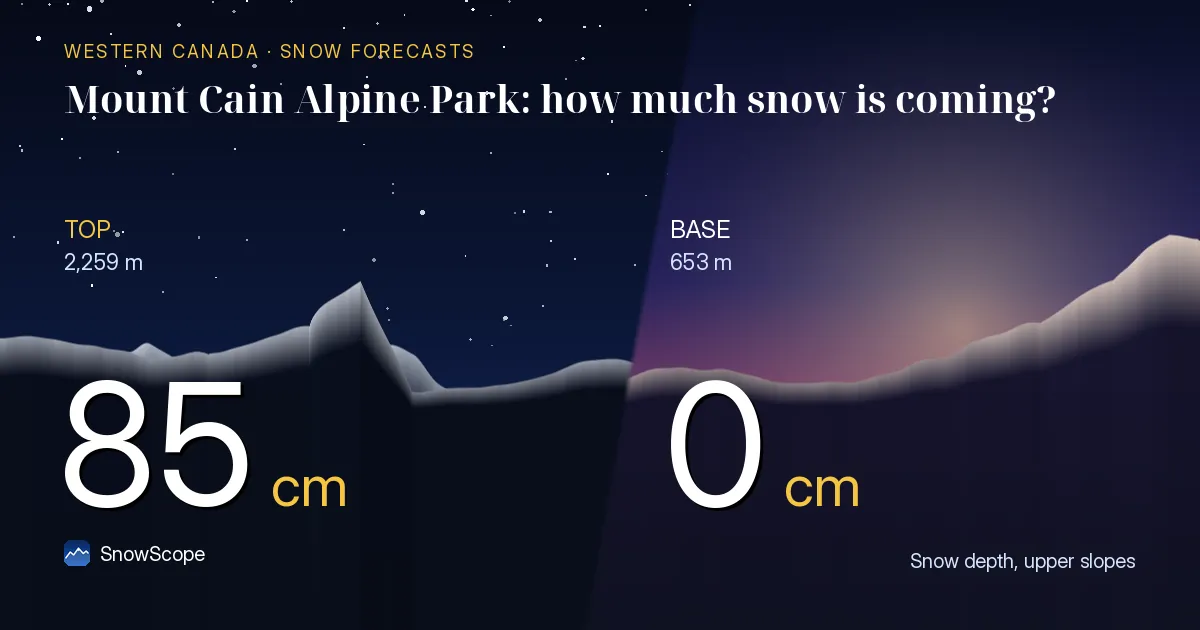 WESTERN CANADA · SNOW FORECASTS
Mount Cain Alpine Park: how much snow is coming?
TOP
2,259 m
85 cm
BASE
653 m
0 cm
SnowScope
Snow depth, upper slopes